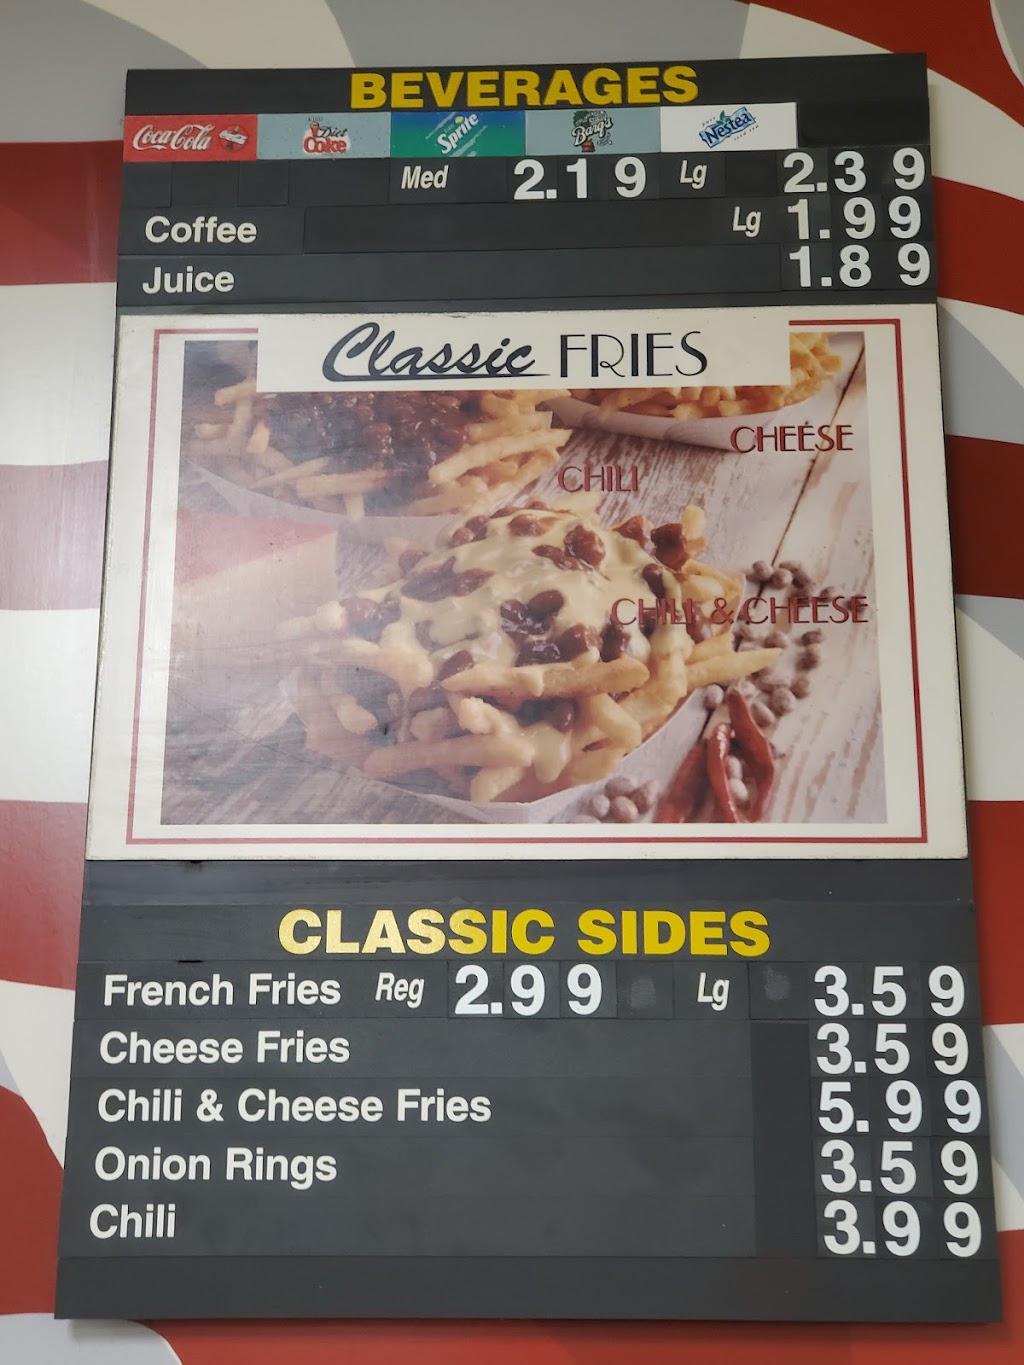 BEVERAGES
Coca-Cola Diet Coke Sprite Barq's Nestea
Med 2.19 Lg 2.39
Coffee Lg 1.99
Juice 1.89
Classic FRIES
CHEESE
CHILI
CHILI & CHEESE
CLASSIC SIDES
French Fries Reg 2.99 Lg 3.59
Cheese Fries 3.59
Chili & Cheese Fries 5.99
Onion Rings 3.59
Chili 3.99